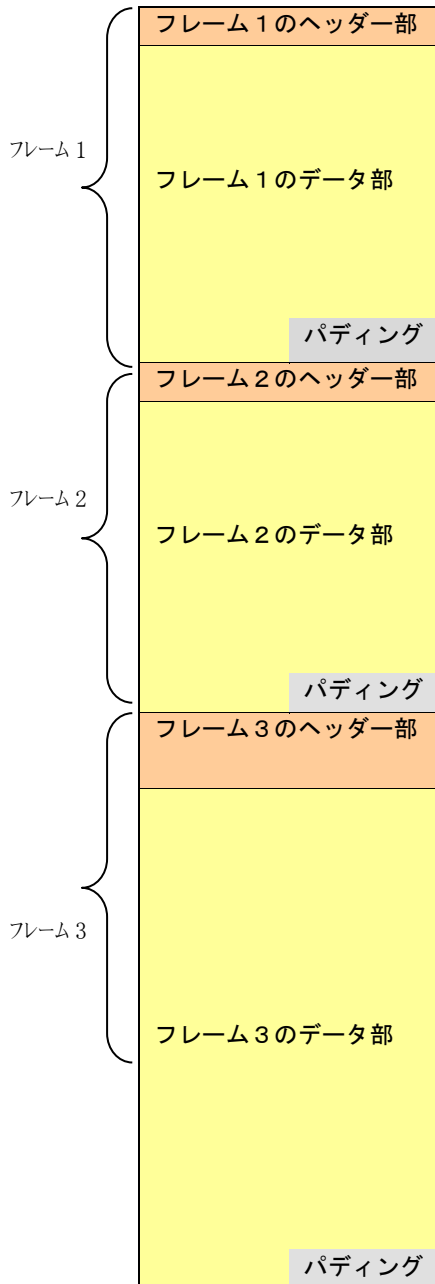 フレーム１のヘッダー部
フレーム 1
フレーム１のデータ部
パディング
フレーム２のヘッダー部
フレーム 2
フレーム２のデータ部
パディング
フレーム３のヘッダー部
フレーム 3
フレーム３のデータ部
パディング